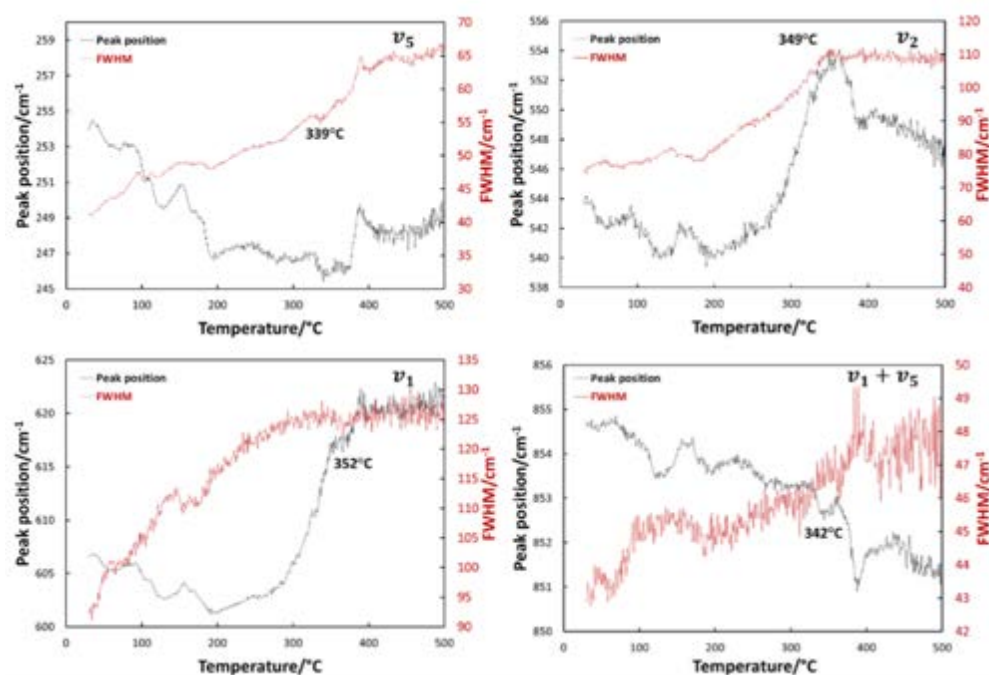 259
257
255
253
251
249
247
245
Peak position/cm⁻¹
Peak position
FWHM
𝑣₅
339°C
70
65
60
55
50
45
40
35
30
FWHM/cm⁻¹
0 100 200 300 400 500
Temperature/°C
556
554
552
550
548
546
544
542
540
538
Peak position/cm⁻¹
Peak position
FWHM
349°C
𝑣₂
120
110
100
90
80
70
60
50
40
FWHM/cm⁻¹
0 100 200 300 400 500
Temperature/°C
625
620
615
610
605
600
Peak position/cm⁻¹
Peak position
FWHM
𝑣₁
352°C
135
130
125
120
115
110
105
100
95
90
FWHM/cm⁻¹
0 100 200 300 400 500
Temperature/°C
856
855
854
853
852
851
850
Peak position/cm⁻¹
Peak position
FWHM
𝑣₁ + 𝑣₅
342°C
50
49
48
47
46
45
44
43
42
FWHM/cm⁻¹
0 100 200 300 400 500
Temperature/°C